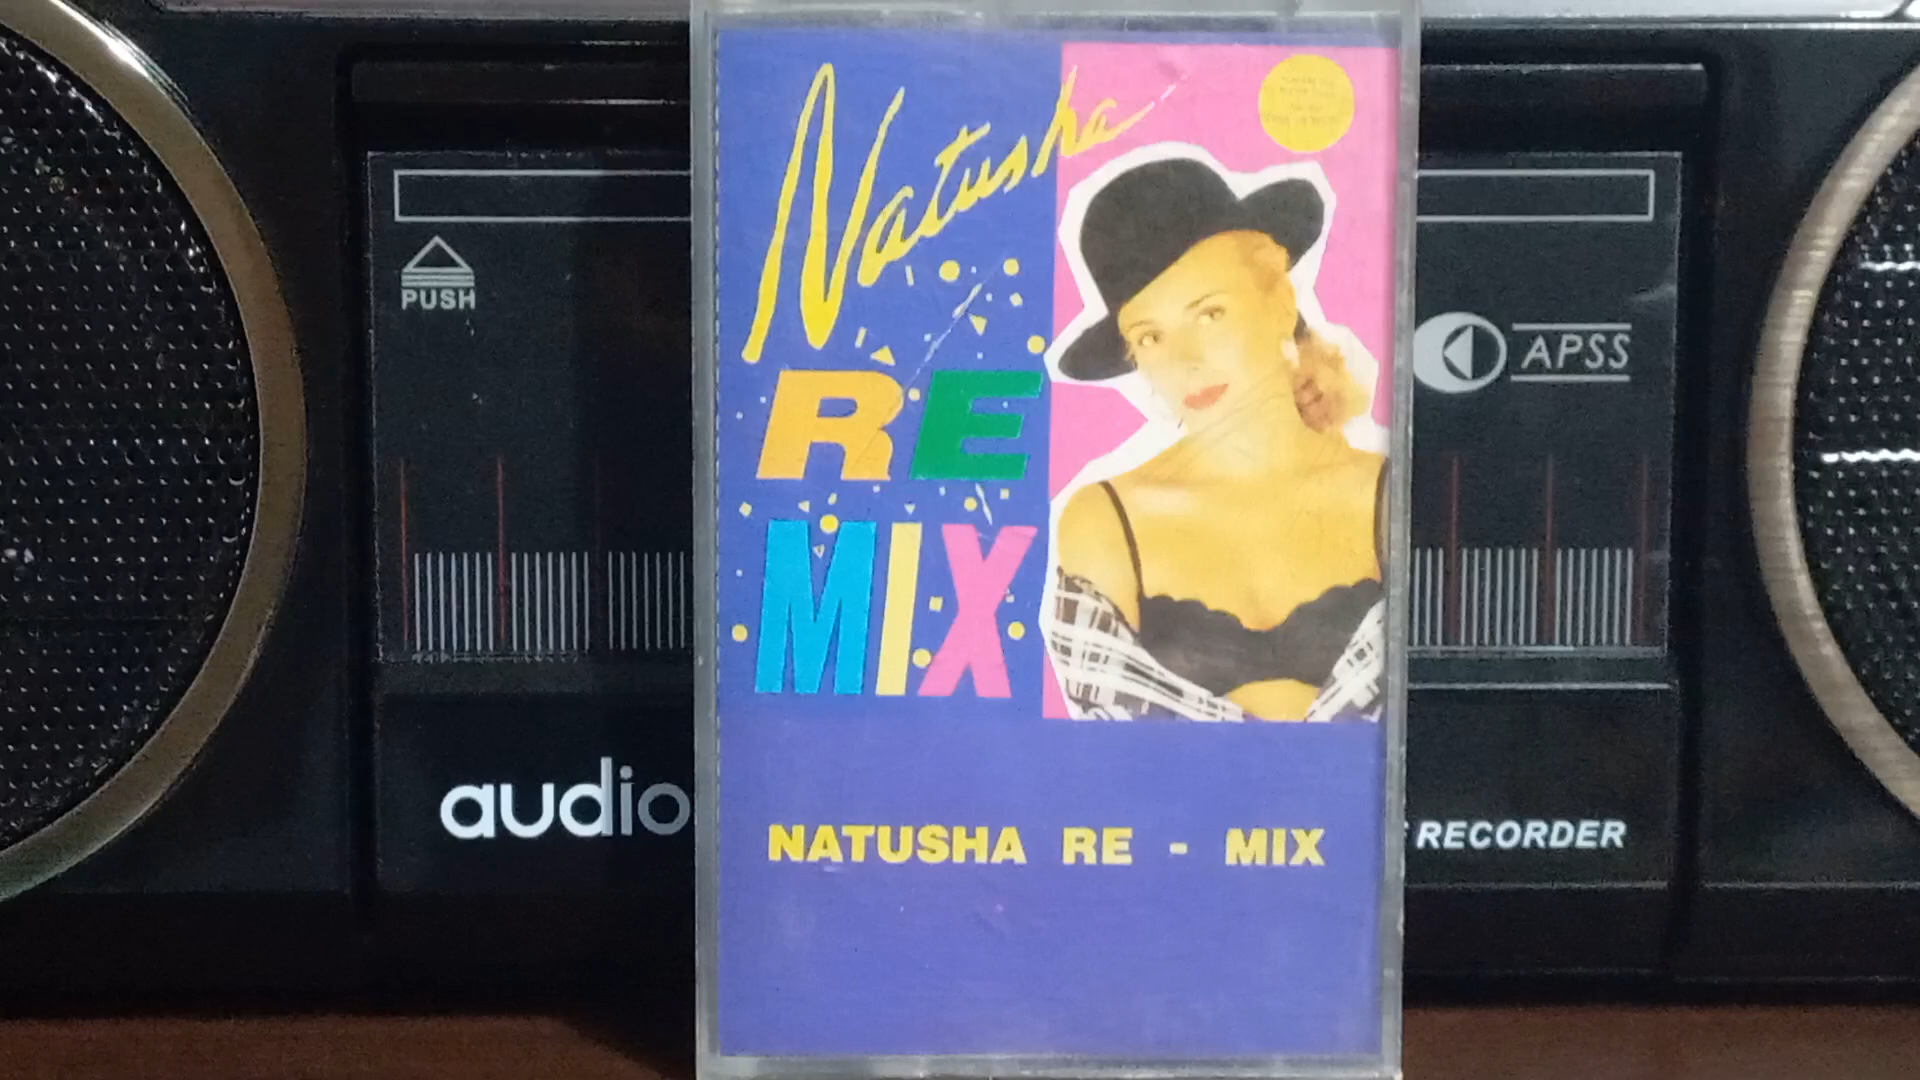 Natusha
RE
MIX
NATUSHA RE - MIX
PUSH
APSS
audio
RECORDER